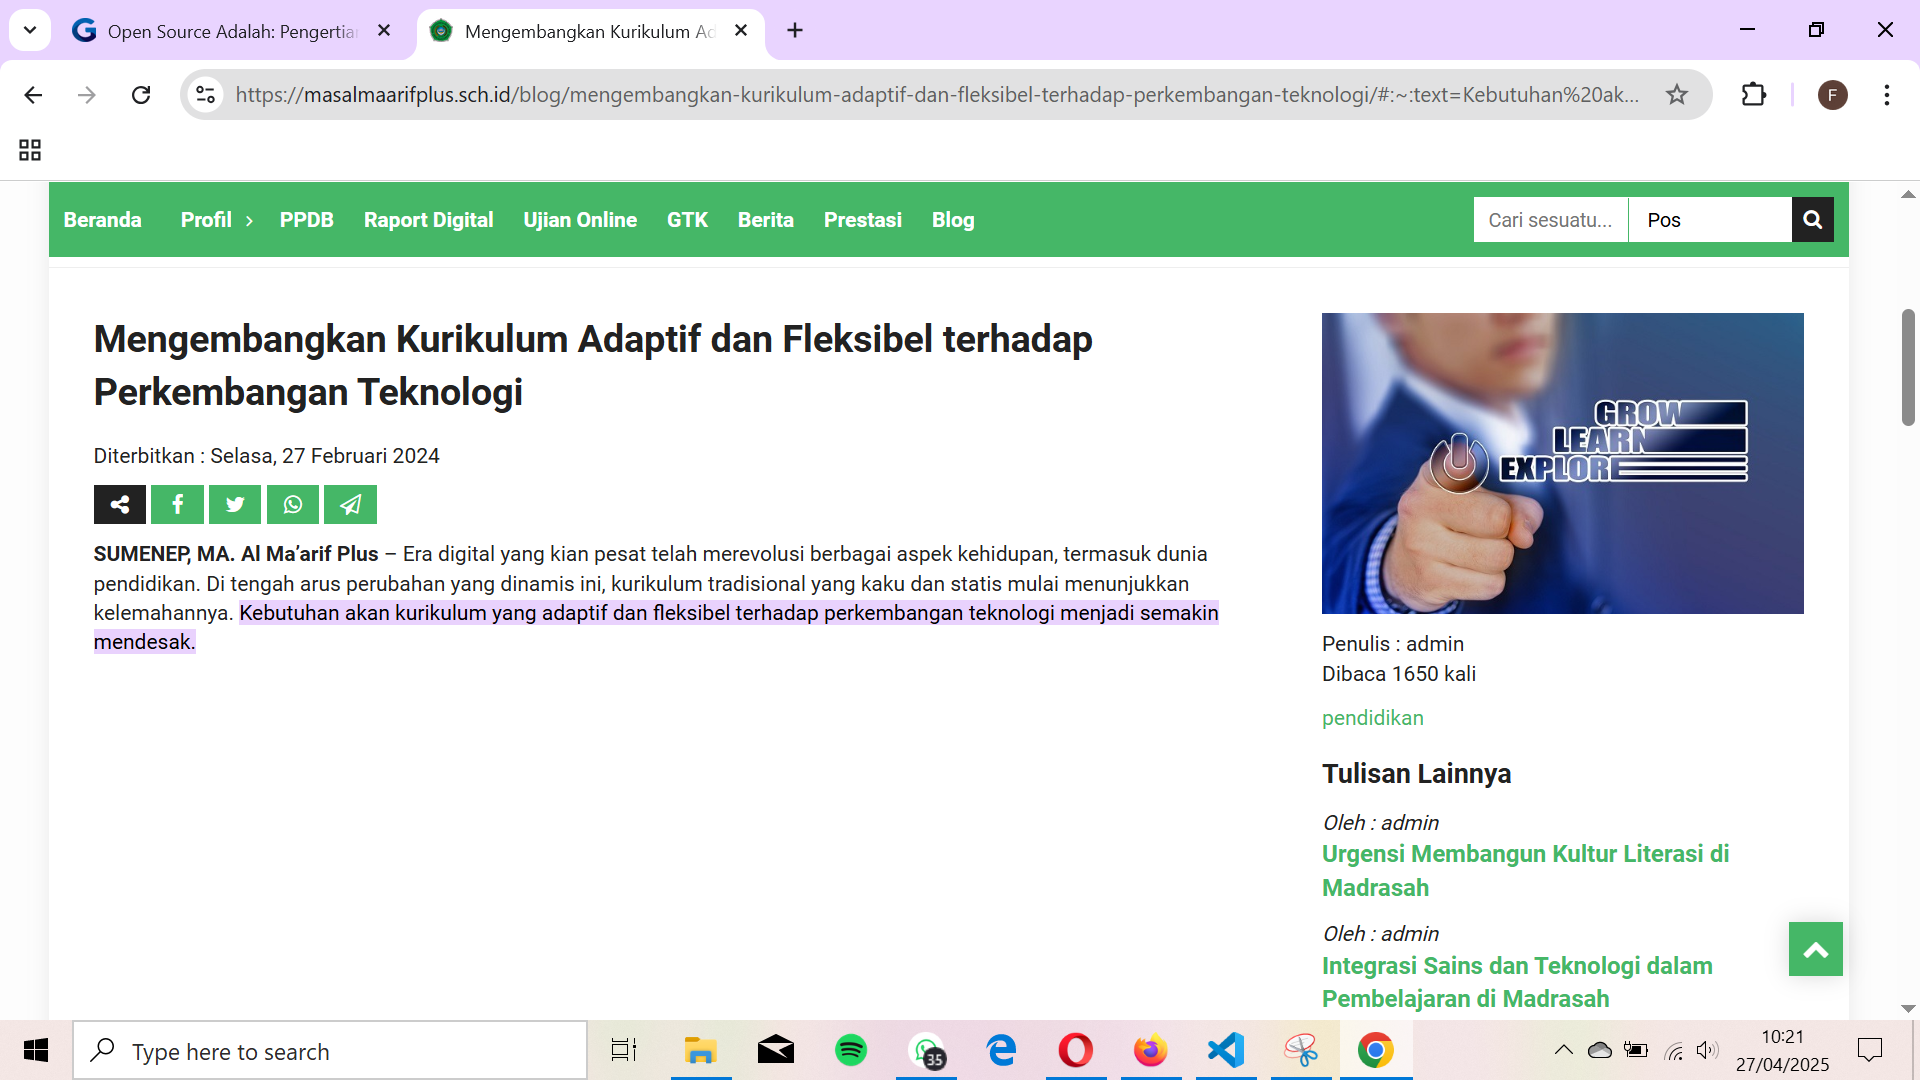 Open Source Adalah: Pengertian
Mengembangkan Kurikulum Ad
https://masalmaarifplus.sch.id/blog/mengembangkan-kurikulum-adaptif-dan-fleksibel-terhadap-perkembangan-teknologi/#:~:text=Kebutuhan%20ak...
F
Beranda Profil PPDB Raport Digital Ujian Online GTK Berita Prestasi Blog
Cari sesuatu... Pos
Mengembangkan Kurikulum Adaptif dan Fleksibel terhadap
Perkembangan Teknologi
Diterbitkan : Selasa, 27 Februari 2024
SUMENEP, MA. Al Ma’arif Plus – Era digital yang kian pesat telah merevolusi berbagai aspek kehidupan, termasuk dunia
pendidikan. Di tengah arus perubahan yang dinamis ini, kurikulum tradisional yang kaku dan statis mulai menunjukkan
kelemahannya. Kebutuhan akan kurikulum yang adaptif dan fleksibel terhadap perkembangan teknologi menjadi semakin
mendesak.
GROW
LEARN
EXPLORE
Penulis : admin
Dibaca 1650 kali
pendidikan
Tulisan Lainnya
Oleh : admin
Urgensi Membangun Kultur Literasi di
Madrasah
Oleh : admin
Integrasi Sains dan Teknologi dalam
Pembelajaran di Madrasah
Type here to search
35
10:21
27/04/2025